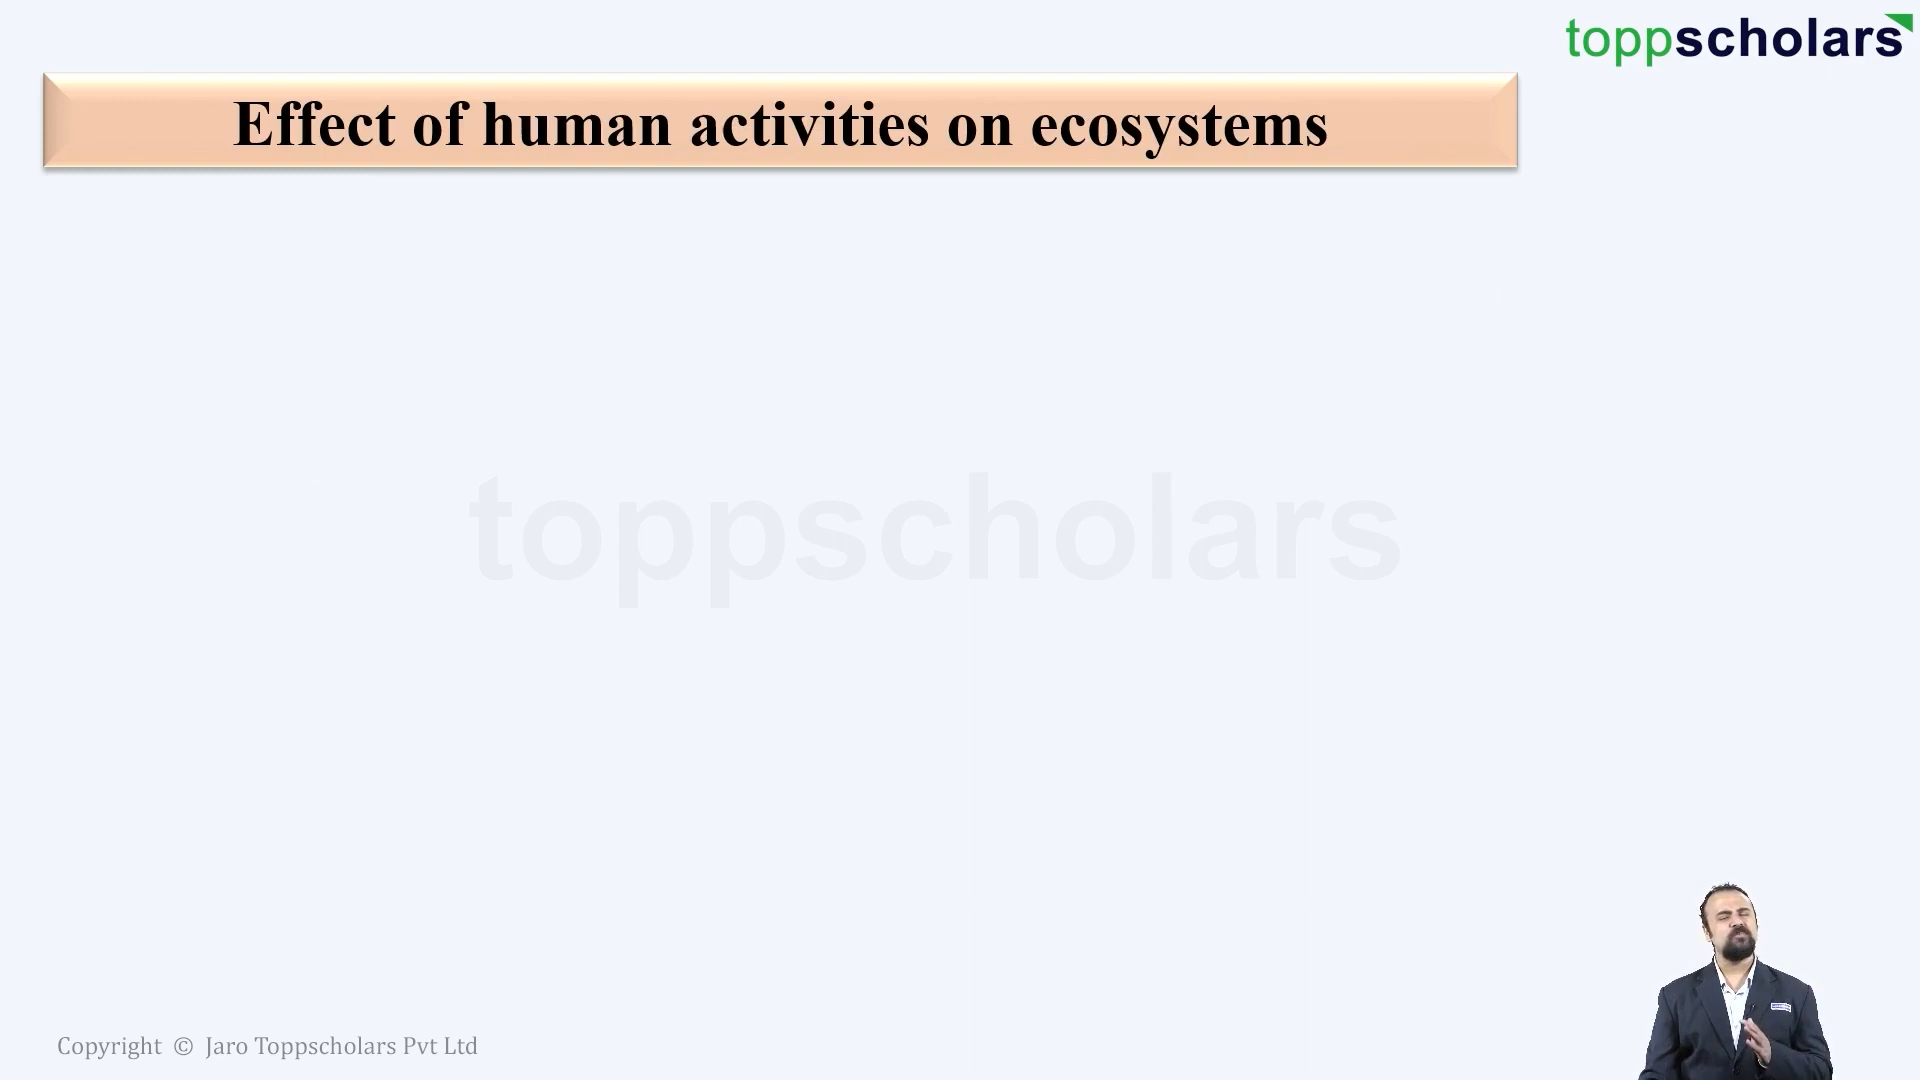 toppscholars
Effect of human activities on ecosystems
toppscholars
Copyright © Jaro Toppscholars Pvt Ltd